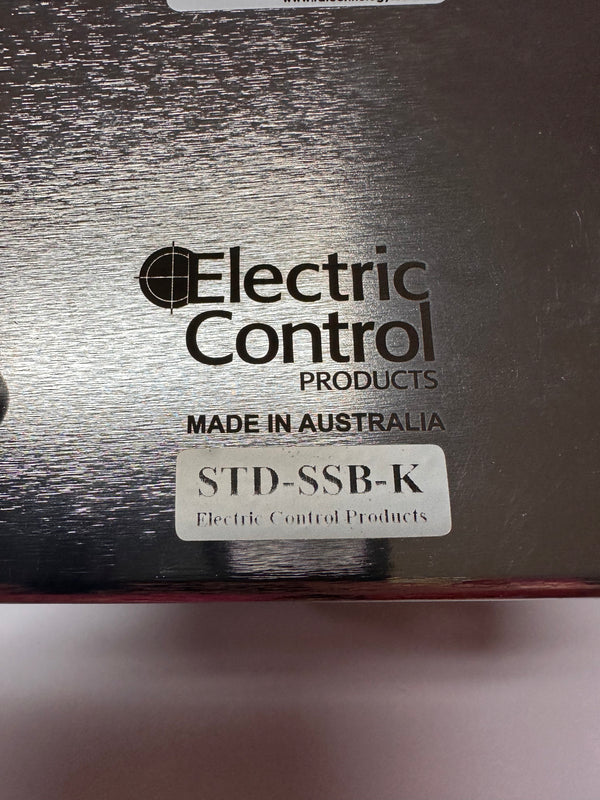 Electric
Control
PRODUCTS
MADE IN AUSTRALIA
STD-SSB-K
Electric Control Products